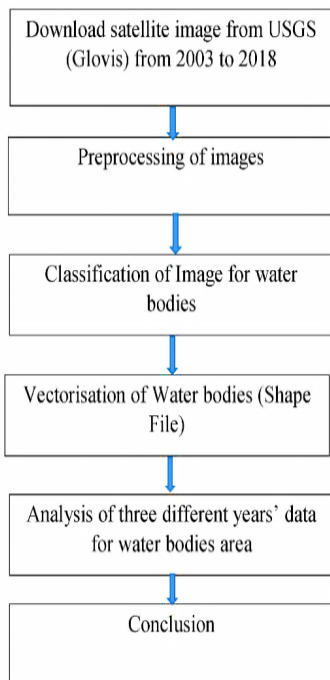 Download satellite image from USGS
(Glovis) from 2003 to 2018
Preprocessing of images
Classification of Image for water
bodies
Vectorisation of Water bodies (Shape
File)
Analysis of three different years’ data
for water bodies area
Conclusion